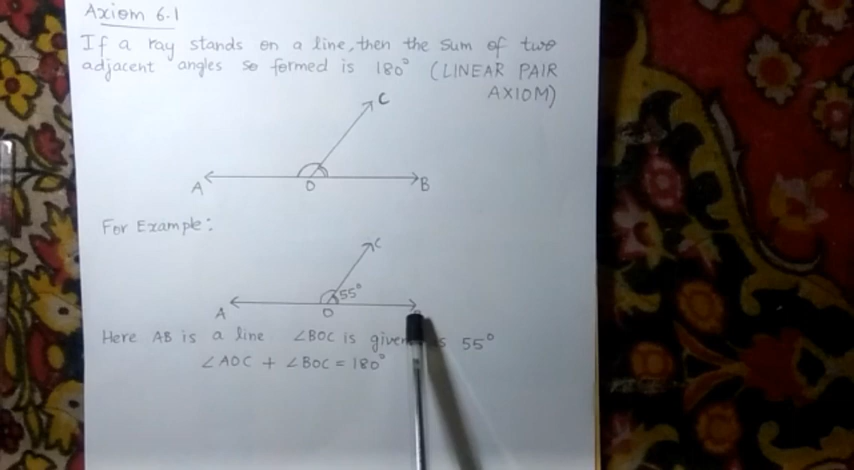 Axiom 6.1
If a ray stands on a line, then the sum of two
adjacent angles so formed is 180° (LINEAR PAIR
AXIOM)
C
A O B
For Example:
C
55°
A O
Here AB is a line ∠BOC is given 55°
∠AOC + ∠BOC = 180°